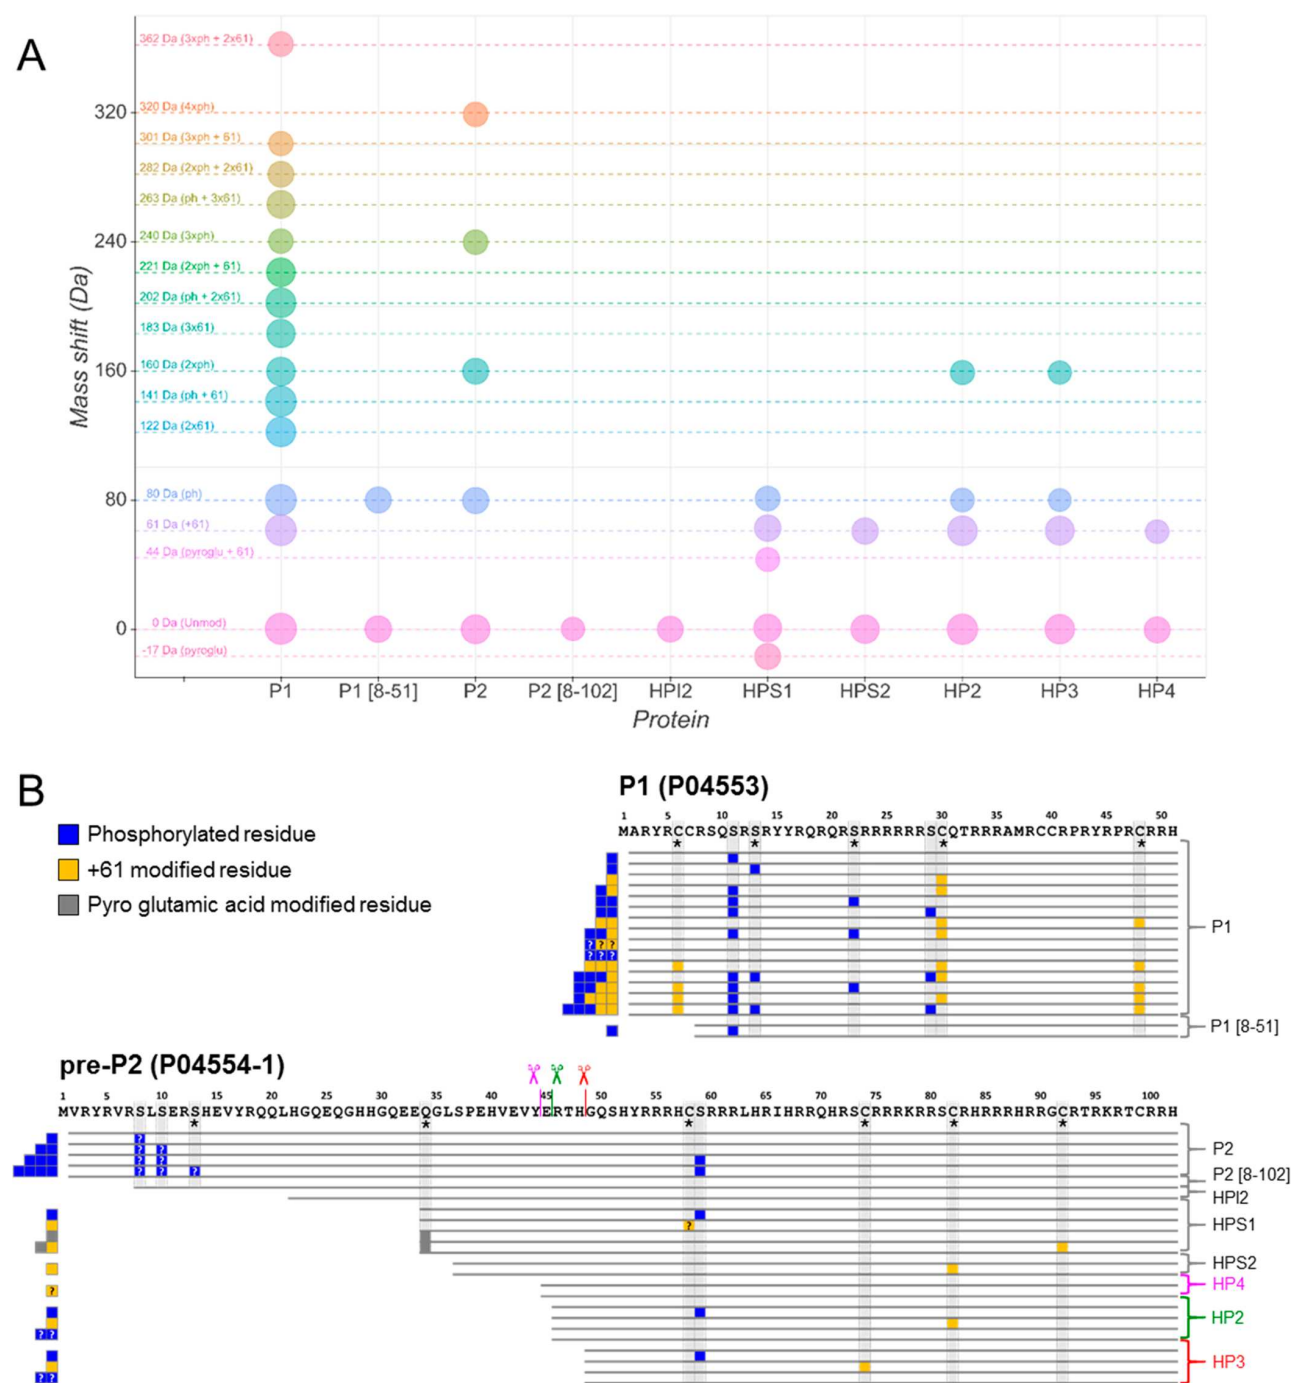 A
362 Da (3xph + 2x61)
320 Da (4xph)
320
301 Da (3xph + 61)
282 Da (2xph + 2x61)
263 Da (ph + 3x61)
240 Da (3xph)
240
221 Da (2xph + 61)
202 Da (ph + 2x61)
183 Da (3x61)
160 Da (2xph)
160
141 Da (ph + 61)
122 Da (2x61)
80 Da (ph)
80
61 Da (+61)
44 Da (pyroglu + 61)
0 Da (Unmod)
0
-17 Da (pyroglu)
Mass shift (Da)
P1 P1 [8-51] P2 P2 [8-102] HPI2 HPS1 HPS2 HP2 HP3 HP4
Protein
B
Phosphorylated residue
+61 modified residue
Pyro glutamic acid modified residue
P1 (P04553)
1 5 10 15 20 25 30 35 40 45 50
MARYRCCRSQSRSRYYRQRQRSRRRRRRSCQTRRRAMRCCRPRYRPRCRRH
* * * * *
? ? ?
? ? ?
P1
P1 [8-51]
pre-P2 (P04554-1)
1 5 10 15 20 25 30 35 40 45 50 55 60 65 70 75 80 85 90 95 100
MVRYRVRSLSERSHEVYRQQLHGQEQGHHGQEEQGLSPEHVEVYERTHGQSHYRRRHCSRRRLHRIHRRQHRSCRRRRRRSCRHRRRHRRGCRTRKRTCRRH
* * * * * *
?
? ?
? ?
? ? ?
P2
P2 [8-102]
HPI2
?
HPS1
HPS2
?
HP4
HP2
? ?
HP3
? ?